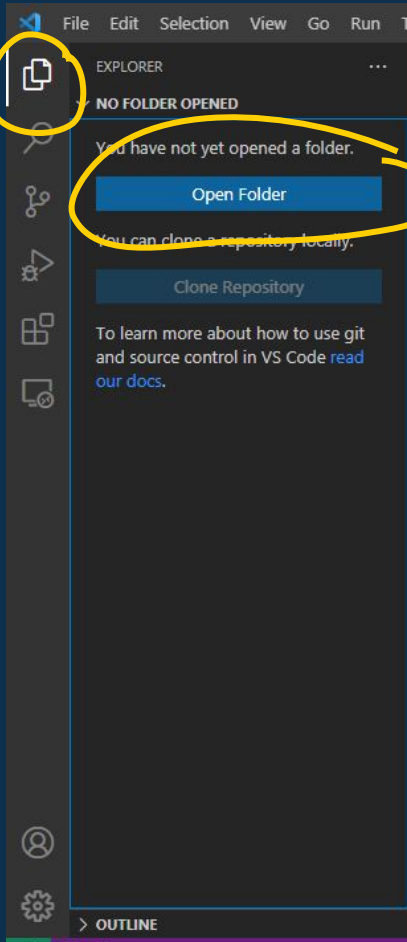 File Edit Selection View Go Run T
EXPLORER ...
NO FOLDER OPENED
You have not yet opened a folder.
Open Folder
You can clone a repository locally.
Clone Repository
To learn more about how to use git
and source control in VS Code read
our docs.
OUTLINE